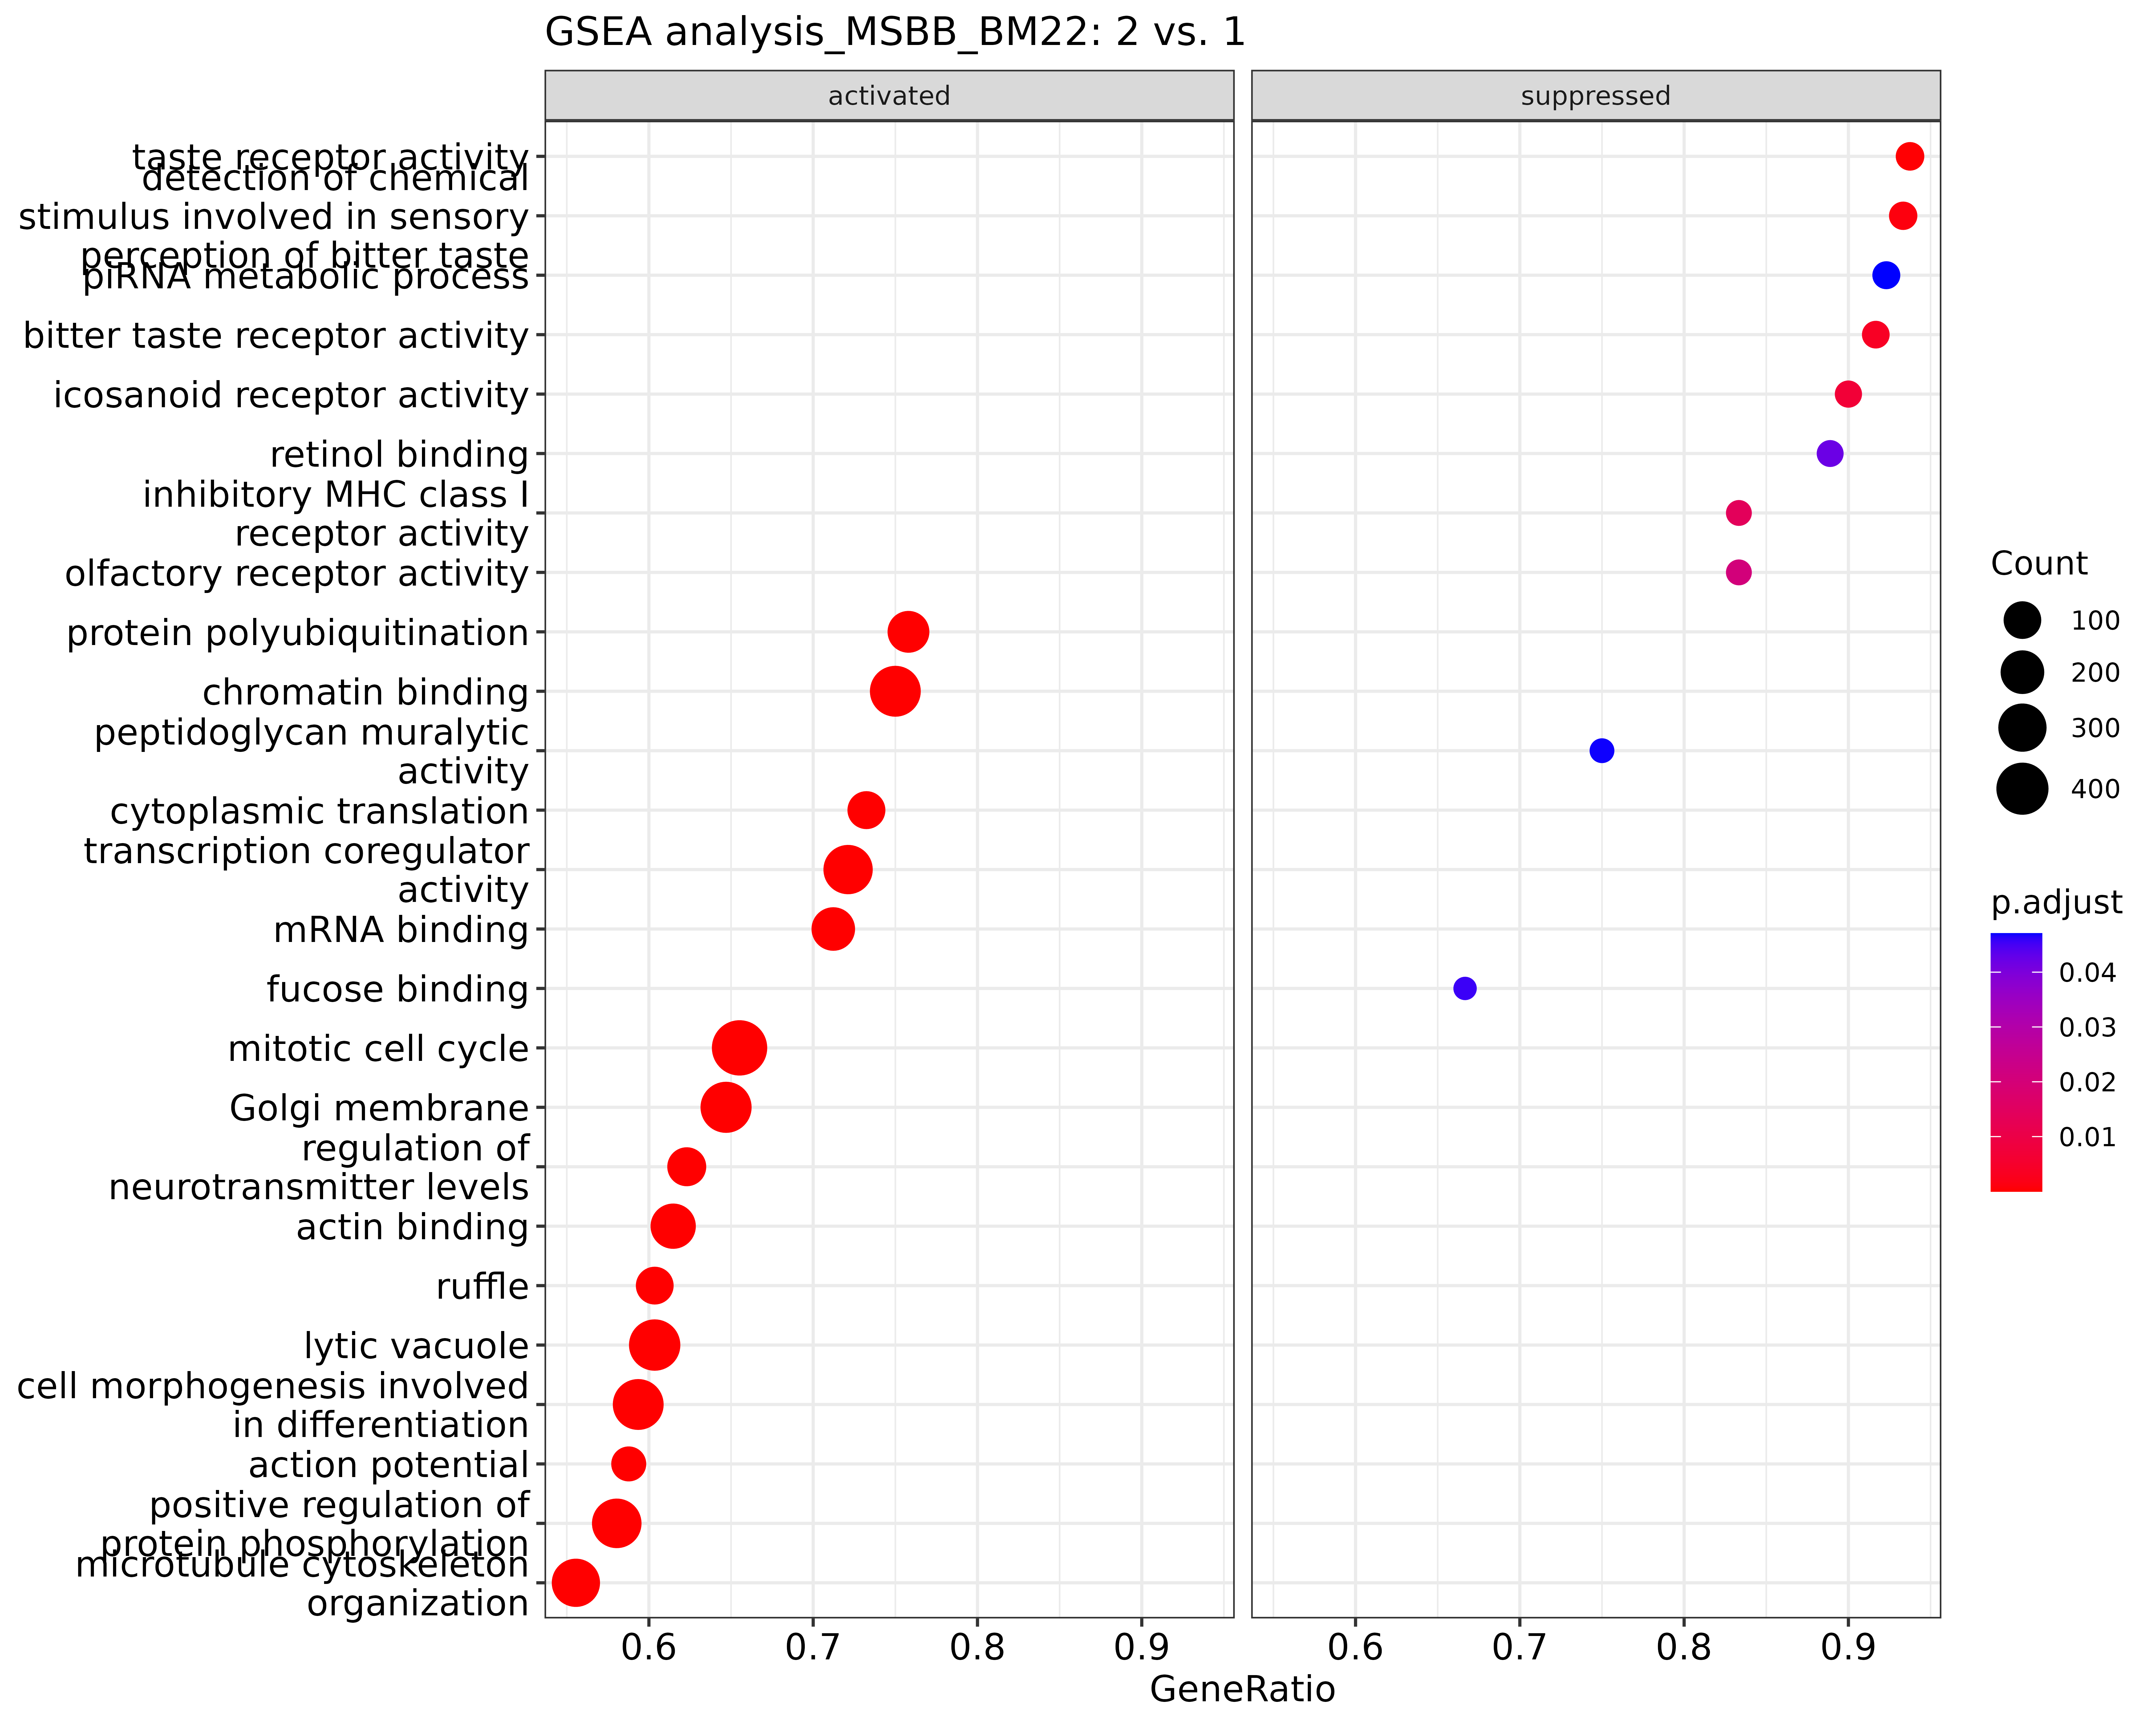 GSEA analysis_MSBB_BM22: 2 vs. 1
activated
suppressed
taste receptor activity
detection of chemical
stimulus involved in sensory
perception of bitter taste
piRNA metabolic process
bitter taste receptor activity
icosanoid receptor activity
retinol binding
inhibitory MHC class I
receptor activity
olfactory receptor activity
protein polyubiquitination
chromatin binding
peptidoglycan muralytic
activity
cytoplasmic translation
transcription coregulator
activity
mRNA binding
fucose binding
mitotic cell cycle
Golgi membrane
regulation of
neurotransmitter levels
actin binding
ruffle
lytic vacuole
cell morphogenesis involved
in differentiation
action potential
positive regulation of
protein phosphorylation
microtubule cytoskeleton
organization
0.6 0.7 0.8 0.9
0.6 0.7 0.8 0.9
GeneRatio
Count
100
200
300
400
p.adjust
0.04
0.03
0.02
0.01